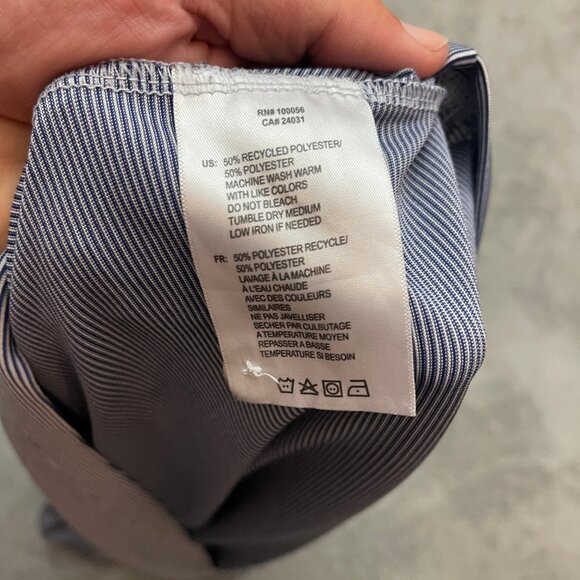 RN# 100056
CA# 24031
US: 50% RECYCLED POLYESTER/
50% POLYESTER
MACHINE WASH WARM
WITH LIKE COLORS
DO NOT BLEACH
TUMBLE DRY MEDIUM
LOW IRON IF NEEDED
FR: 50% POLYESTER RECYCLE/
50% POLYESTER
LAVAGE À LA MACHINE
À L'EAU CHAUDE
AVEC DES COULEURS
SIMILAIRES
NE PAS JAVELLISER
SECHER PAR CULBUTAGE
A TEMPERATURE MOYEN
REPASSER A BASSE
TEMPERATURE SI BESOIN